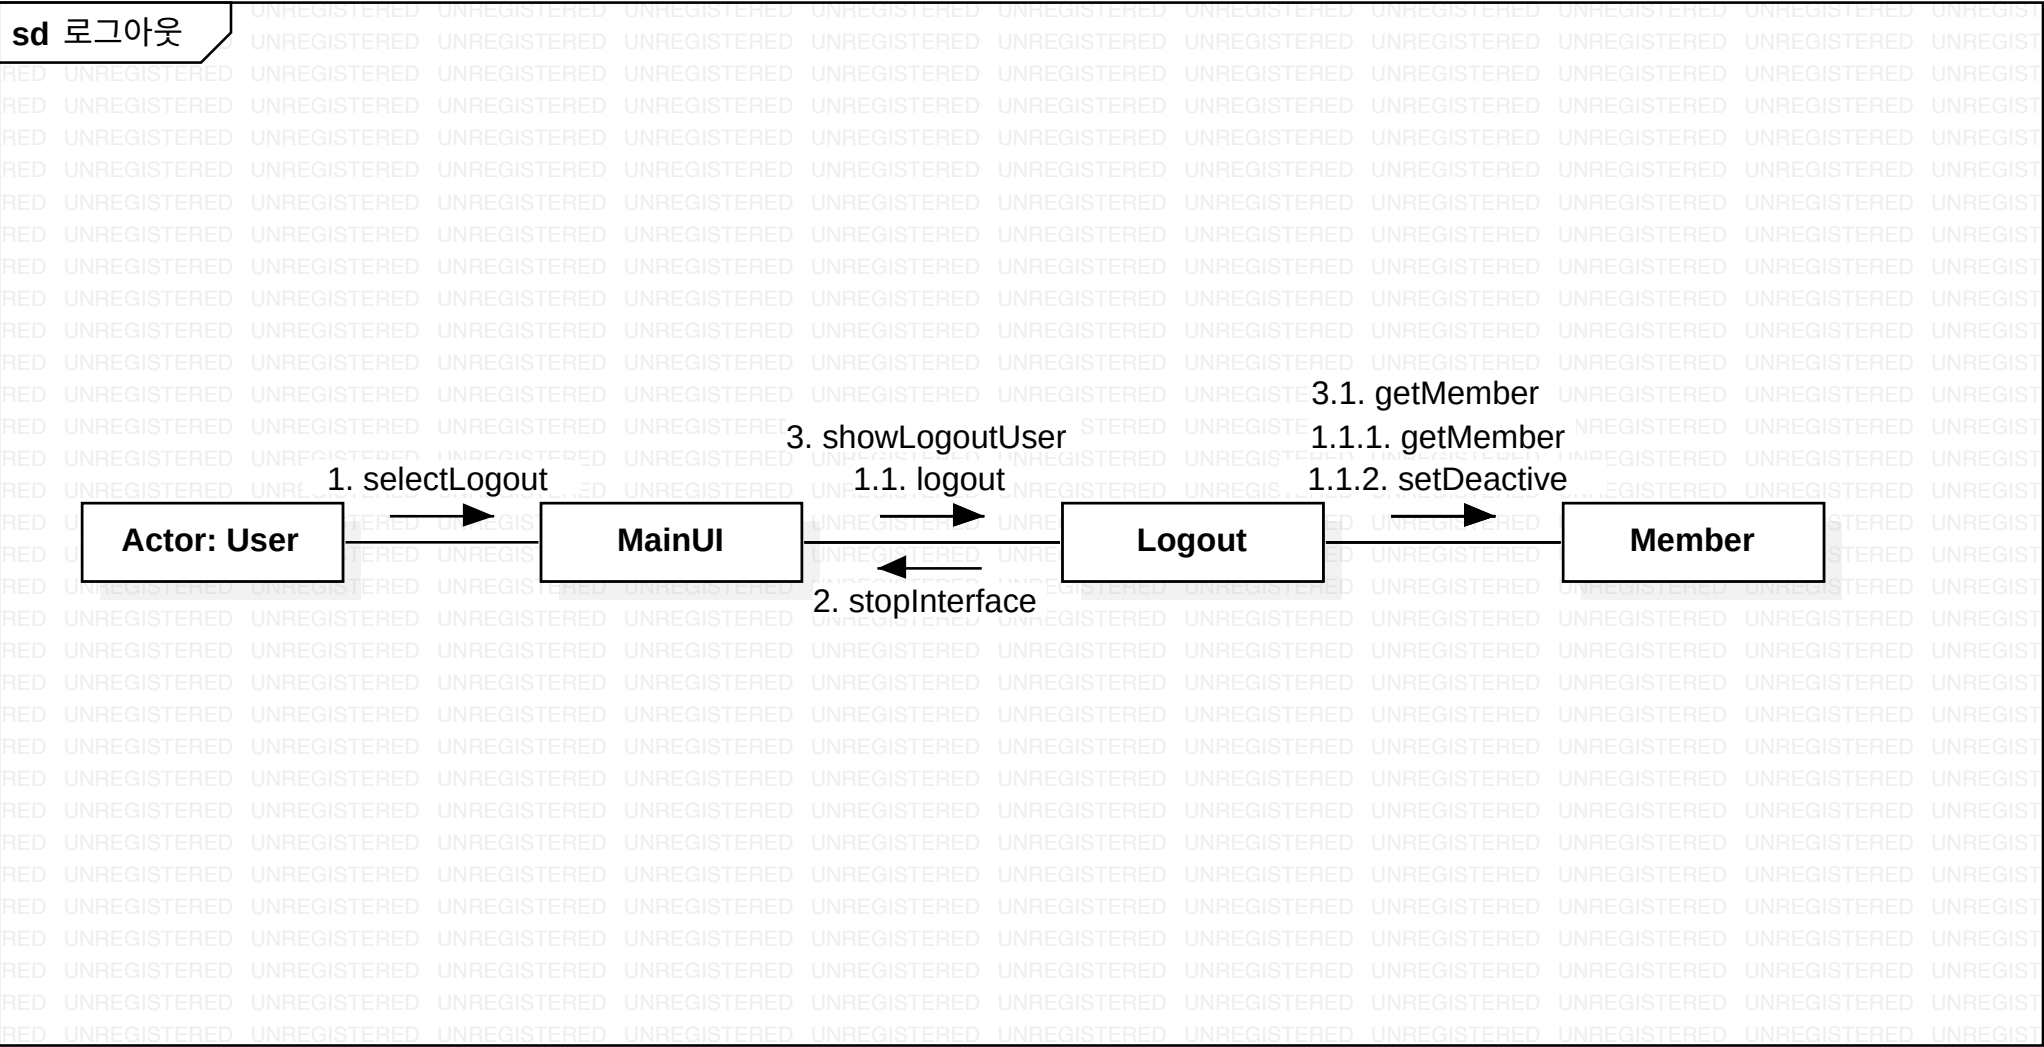 sd 로그아웃
3.1. getMember
3. showLogoutUser
1.1.1. getMember
1. selectLogout
1.1. logout
1.1.2. setDeactive
Actor: User
MainUI
Logout
Member
2. stopInterface
UNREGISTERED